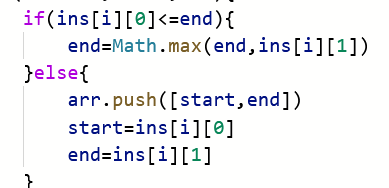 if(ins[i][0]<=end){
end=Math.max(end,ins[i][1])
}else{
arr.push([start,end])
start=ins[i][0]
end=ins[i][1]
}